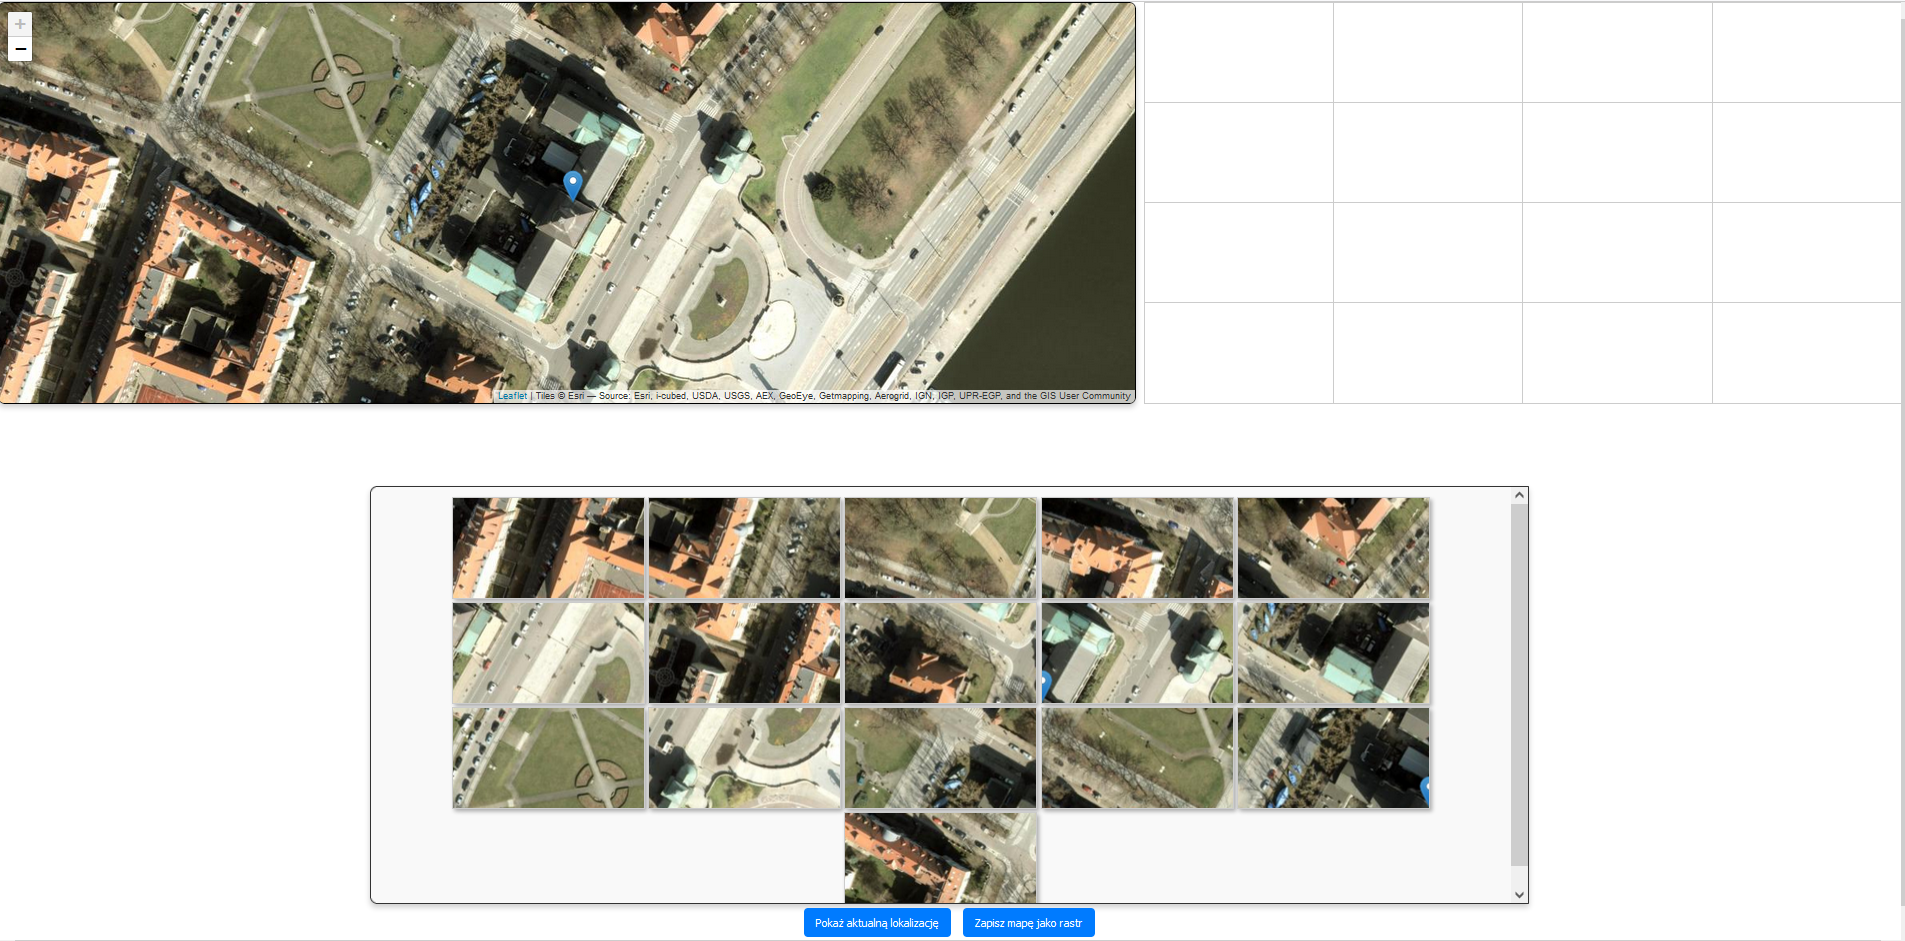 +
−
Leaflet | Tiles © Esri — Source: Esri, i-cubed, USDA, USGS, AEX, GeoEye, Getmapping, Aerogrid, IGN, IGP, UPR-EGP, and the GIS User Community
Pokaż aktualną lokalizację
Zapisz mapę jako rastr